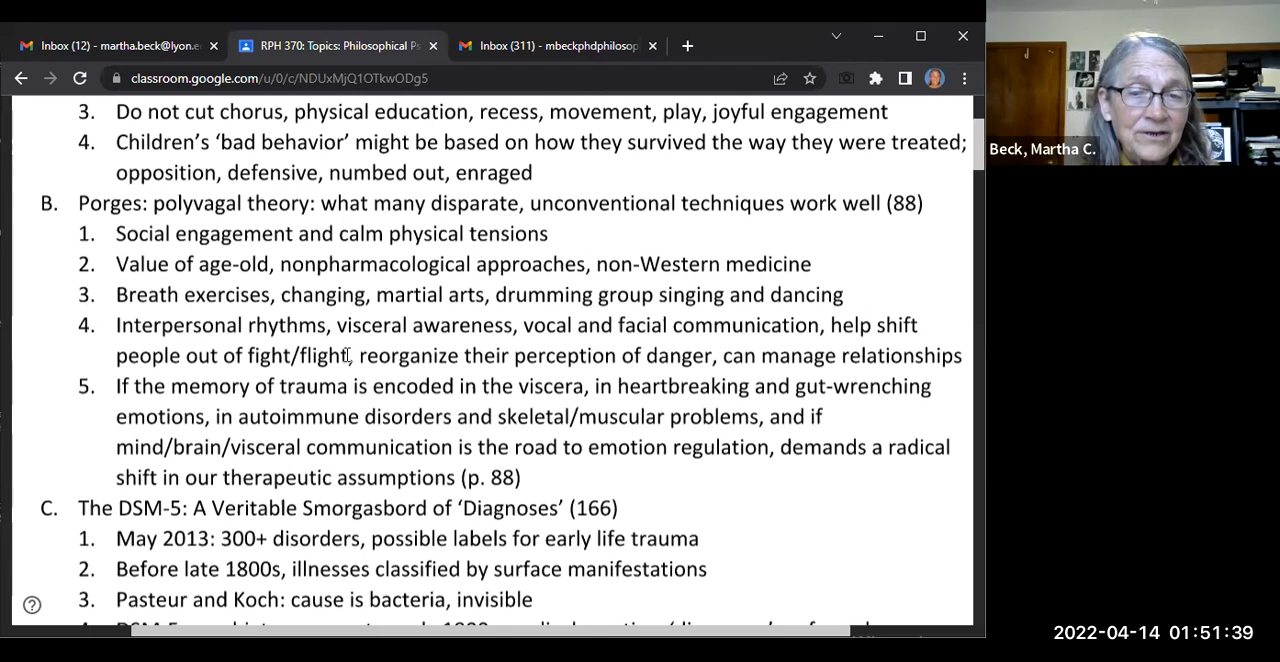 Inbox (12) - martha.beck@lyon.e
RPH 370: Topics: Philosophical Ps
Inbox (311) - mbeckphdphilosop
classroom.google.com/u/0/c/NDUxMjQ1OTkwODg5
3. Do not cut chorus, physical education, recess, movement, play, joyful engagement
4. Children's 'bad behavior' might be based on how they survived the way they were treated;
opposition, defensive, numbed out, enraged
Beck, Martha C.
B. Porges: polyvagal theory: what many disparate, unconventional techniques work well (88)
1. Social engagement and calm physical tensions
2. Value of age-old, nonpharmacological approaches, non-Western medicine
3. Breath exercises, changing, martial arts, drumming group singing and dancing
4. Interpersonal rhythms, visceral awareness, vocal and facial communication, help shift
people out of fight/flight, reorganize their perception of danger, can manage relationships
5. If the memory of trauma is encoded in the viscera, in heartbreaking and gut-wrenching
emotions, in autoimmune disorders and skeletal/muscular problems, and if
mind/brain/visceral communication is the road to emotion regulation, demands a radical
shift in our therapeutic assumptions (p. 88)
C. The DSM-5: A Veritable Smorgasbord of 'Diagnoses' (166)
1. May 2013: 300+ disorders, possible labels for early life trauma
2. Before late 1800s, illnesses classified by surface manifestations
3. Pasteur and Koch: cause is bacteria, invisible
2022-04-14 01:51:39